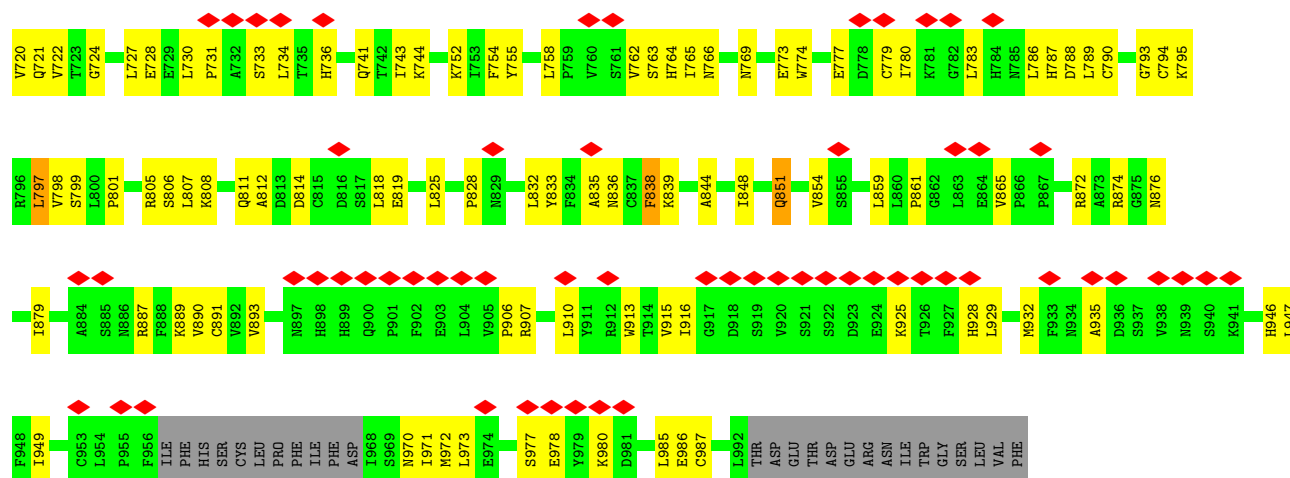 V720 Q721 V722 T723 G724 L727 E728 E729 L730 P731 A732 S733 L734 T735 H736 Q741 T742 I743 K744 K752 I753 F754 Y755 L758 P759 V760 S761 V762 S763 H764 I765 N766 N769 E773 W774 E777 D778 C779 I780 K781 G782 L783 H784 N785 L786 H787 D788 L789 C790 G793 C794 K795
R796 L797 V798 S799 L800 P801 R805 S806 L807 K808 Q811 A812 D813 D814 C815 D816 S817 L818 E819 L825 P828 N829 L832 Y833 F834 A835 N836 C837 F838 K839 A844 I848 Q851 V854 S855 L859 L860 P861 G862 L863 E864 V865 P866 P867 R872 A873 R874 G875 N876
I879 A884 S885 N886 R887 F888 K889 V890 C891 V892 V893 N897 H898 H899 Q900 P901 F902 E903 L904 V905 P906 R907 L910 Y911 R912 W913 T914 V915 I916 G917 D918 S919 V920 S921 S922 D923 E924 K925 T926 F927 H928 L929 M932 F933 N934 A935 D936 S937 V938 N939 S940 K941 H946
F948 I949 C953 L954 P955 F956 ILE PHE HIS SER CYS LEU PRO PHE ILE PHE ASP I968 S969 N970 I971 M972 L973 E974 S977 E978 Y979 K980 D981 L985 E986 C987 L992 THR ASP GLU THR ASP GLU ARG ASN ILE TRP GLY SER LEU VAL PHE